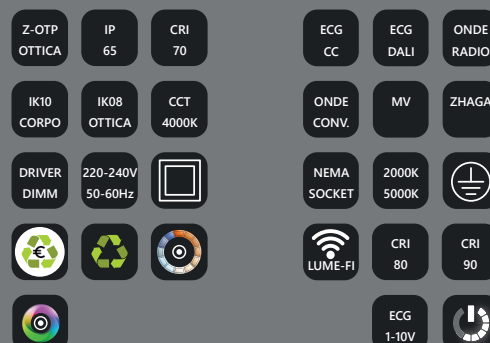 Z-OTP
OTTICA
IP
65
CRI
70
ECG
CC
ECG
DALI
ONDE
RADIO
IK10
CORPO
IK08
OTTICA
CCT
4000K
ONDE
CONV.
MV
ZHAGA
DRIVER
DIMM
220-240V
50-60Hz
NEMA
SOCKET
2000K
5000K
€
LUME-FI
CRI
80
CRI
90
ECG
1-10V